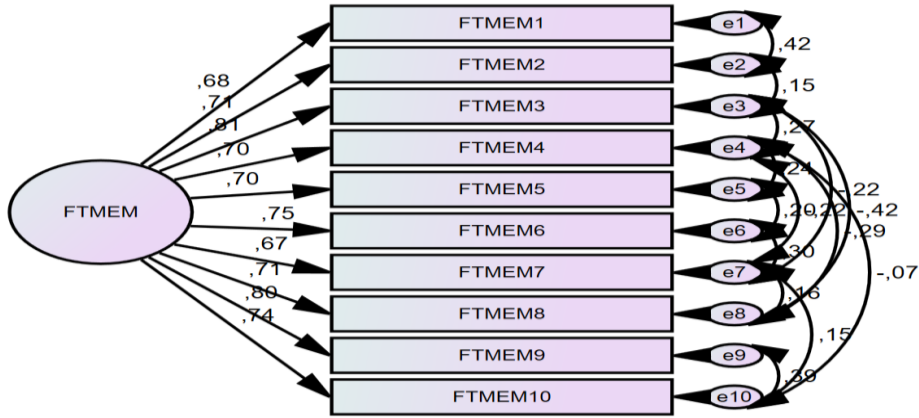 FTMEM
FTMEM1
FTMEM2
FTMEM3
FTMEM4
FTMEM5
FTMEM6
FTMEM7
FTMEM8
FTMEM9
FTMEM10
,68
,71
,81
,70
,70
,75
,67
,71
,80
,74
e1
e2
e3
e4
e5
e6
e7
e8
e9
e10
,42
,15
,27
,24
,20
-,22
-,22
-,42
-,29
,30
-,07
,16
,15
,39